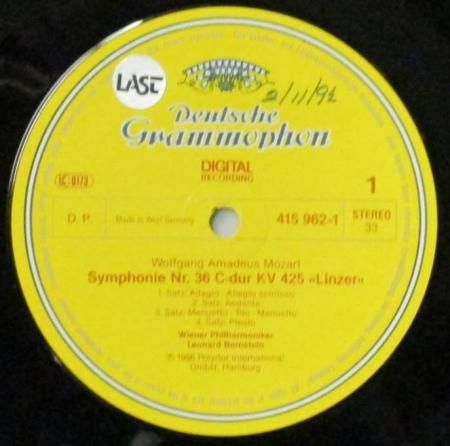 LAST
2/11/92
Deutsche
Grammophon
DIGITAL
RECORDING
LC-0173
1
D. P.
Made in West Germany
415 962-1
STEREO
33
Wolfgang Amadeus Mozart
Symphonie Nr. 36 C-dur KV 425 »Linzer«
1. Satz: Adagio - Allegro spiritoso
2. Satz: Andante
3. Satz: Menuetto - Trio - Menuetto
4. Satz: Presto
Wiener Philharmoniker
Leonard Bernstein
℗ 1986 Polydor International
GmbH, Hamburg